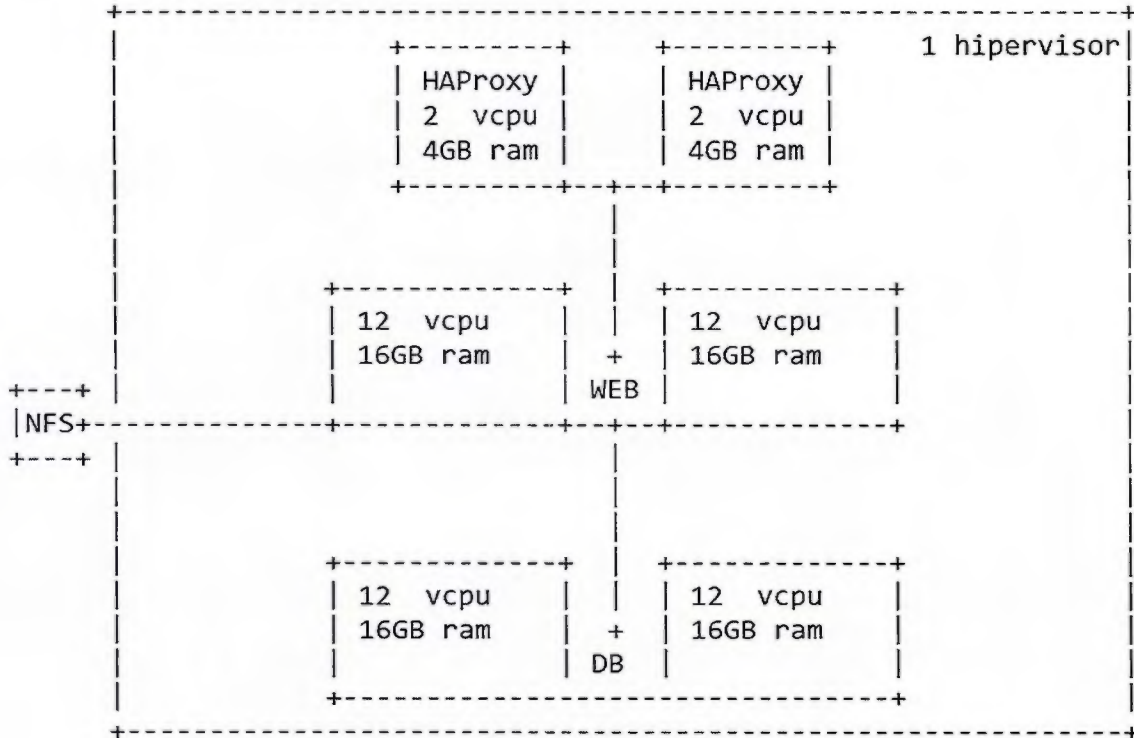 1 hipervisor
HAProxy HAProxy
2 vcpu 2 vcpu
4GB ram 4GB ram
12 vcpu 12 vcpu
16GB ram 16GB ram
WEB
NFS
12 vcpu 12 vcpu
16GB ram 16GB ram
DB